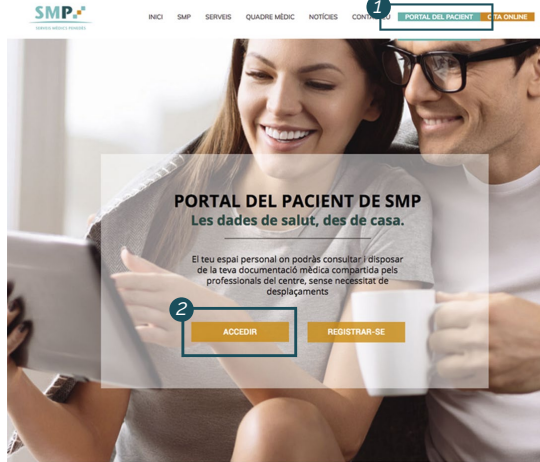 SMP
SERVEIS MÈDICS PENEDÈS
INICI SMP SERVEIS QUADRE MÈDIC NOTÍCIES PORTAL DEL PACIENT CITA ONLINE
1
PORTAL DEL PACIENT DE SMP
Les dades de salut, des de casa.
El teu espai personal on podràs consultar i disposar
de la teva documentació mèdica compartida pels
professionals del centre, sense necessitat de
desplaçaments
2
ACCEDIR REGISTRAR-SE